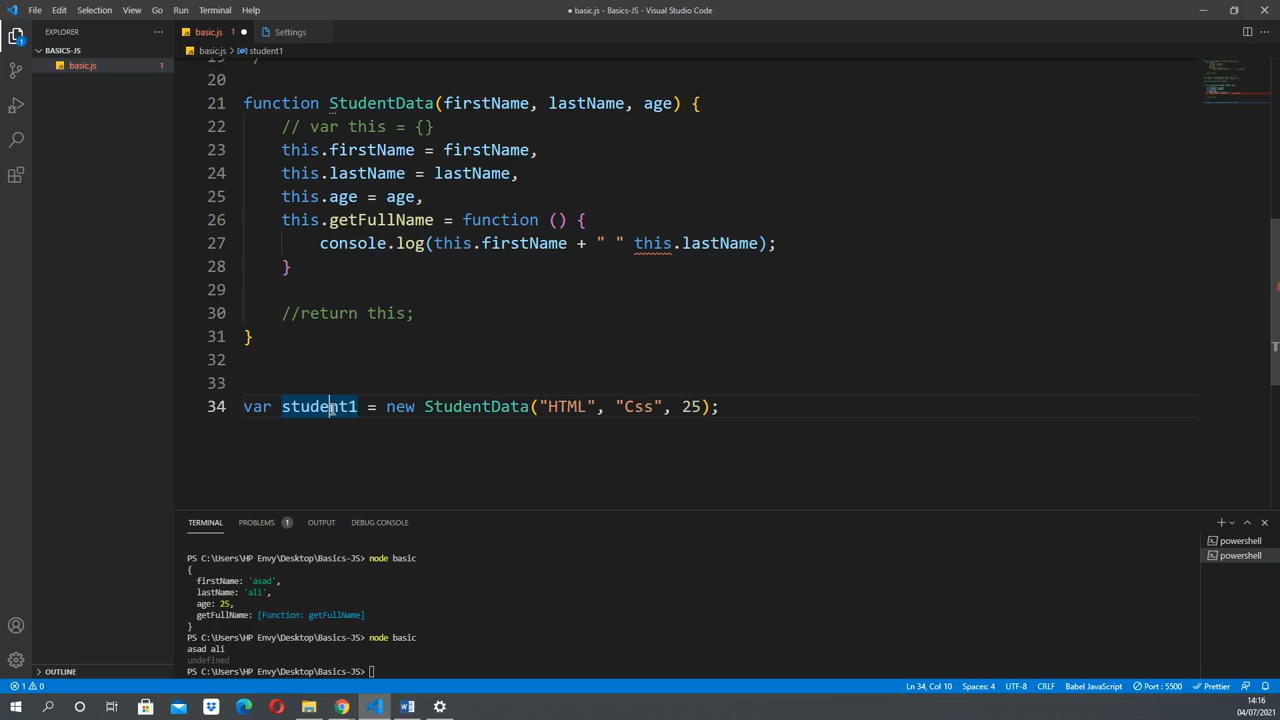 File Edit Selection View Go Run Terminal Help
● basic.js - Basics-JS - Visual Studio Code
EXPLORER ···
basic.js 1 ●
Settings
BASICS-JS
basic.js > student1
JS basic.js 1
20
21 function StudentData(firstName, lastName, age) {
22 // var this = {}
23 this.firstName = firstName,
24 this.lastName = lastName,
25 this.age = age,
26 this.getFullName = function () {
27 console.log(this.firstName + " " this.lastName);
28 }
29
30 //return this;
31 }
32
33
34 var student1 = new StudentData("HTML", "Css", 25);
TERMINAL PROBLEMS 1 OUTPUT DEBUG CONSOLE
PS C:\Users\HP Envy\Desktop\Basics-JS> node basic
{
firstName: 'asad',
lastName: 'ali',
age: 25,
getFullName: [Function: getFullName]
}
PS C:\Users\HP Envy\Desktop\Basics-JS> node basic
asad ali
undefined
PS C:\Users\HP Envy\Desktop\Basics-JS>
powershell
powershell
OUTLINE
1 0
Ln 34, Col 10 Spaces: 4 UTF-8 CRLF Babel JavaScript Port : 5500 Prettier
14:16
04/07/2021